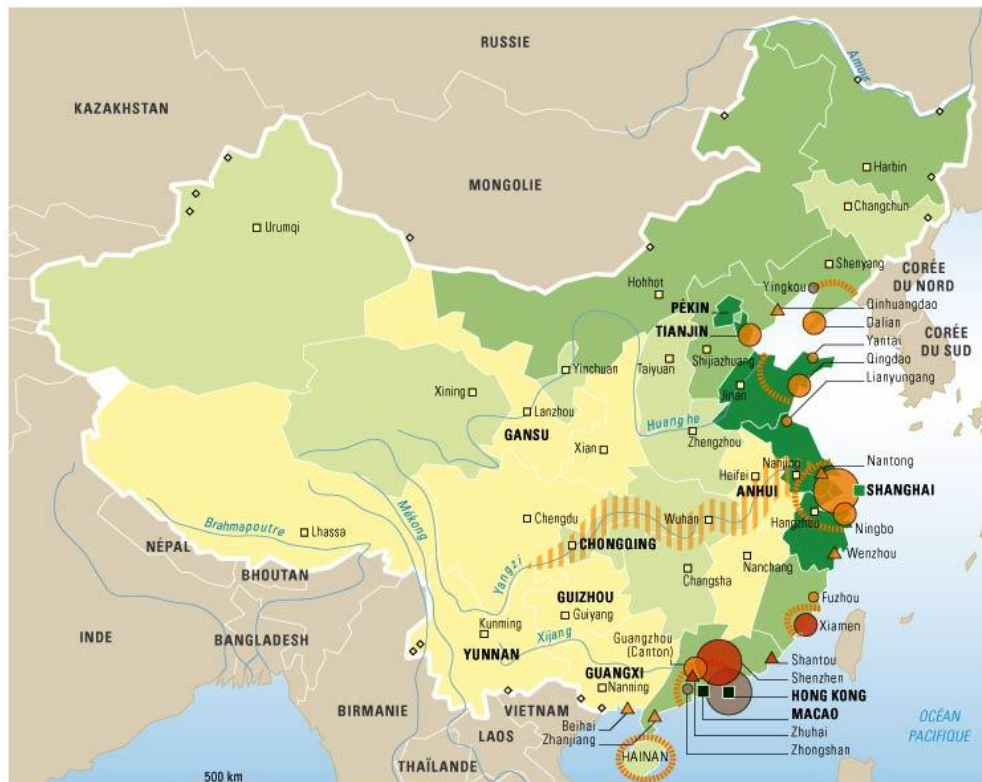 RUSSIE
Amour
KAZAKHSTAN
MONGOLIE
Harbin
Changchun
Urumqi
Shenyang
CORÉE
DU NORD
Hohhot
Yingkou
Qinhuangdao
PÉKIN
TIANJIN
Dalian
CORÉE
DU SUD
Yantai
Shijiazhuang
Taiyuan
Yinchuan
Qingdao
Jinan
Lianyungang
Xining
Lanzhou
Huanghe
GANSU
Zhengzhou
Xian
Nanjing
Nantong
Heifei
ANHUI
SHANGHAI
Mékong
Chengdu
Wuhan
Hangzhou
Ningbo
Brahmapoutre
Lhassa
CHONGQING
Wenzhou
NÉPAL
Yangzi
Nanchang
Changsha
BHOUTAN
GUIZHOU
Fuzhou
Guiyang
INDE
Kunming
Xijang
Guangzhou
(Canton)
Xiamen
BANGLADESH
YUNNAN
Shantou
GUANGXI
Shenzhen
Nanning
HONG KONG
MACAO
BIRMANIE
VIETNAM
OCÉAN
PACIFIQUE
Beihai
Zhuhai
LAOS
Zhanjiang
Zhongshan
HAINAN
THAÏLANDE
500 km